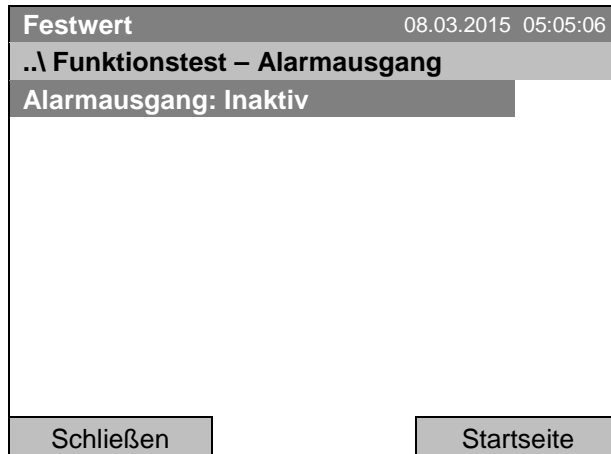 Festwert 08.03.2015 05:05:06
..\ Funktionstest – Alarmausgang
Alarmausgang: Inaktiv
Schließen Startseite